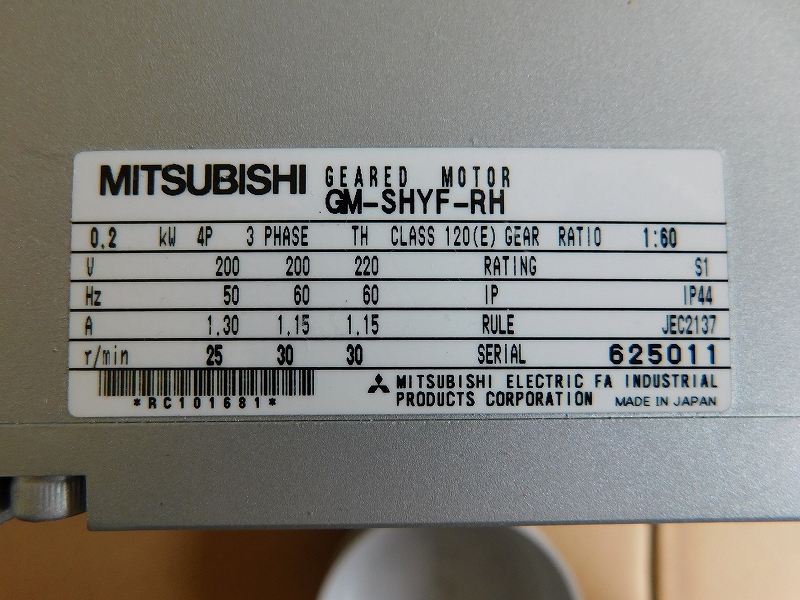 MITSUBISHI GEARED MOTOR
GM-SHYF-RH
0.2 kW 4P 3 PHASE TH CLASS 120(E) GEAR RATIO 1:60
V 200 200 220 RATING S1
Hz 50 60 60 IP IP44
A 1.30 1.15 1.15 RULE JEC2137
r/min 25 30 30 SERIAL 625011
*RC101681*
MITSUBISHI ELECTRIC FA INDUSTRIAL
PRODUCTS CORPORATION MADE IN JAPAN